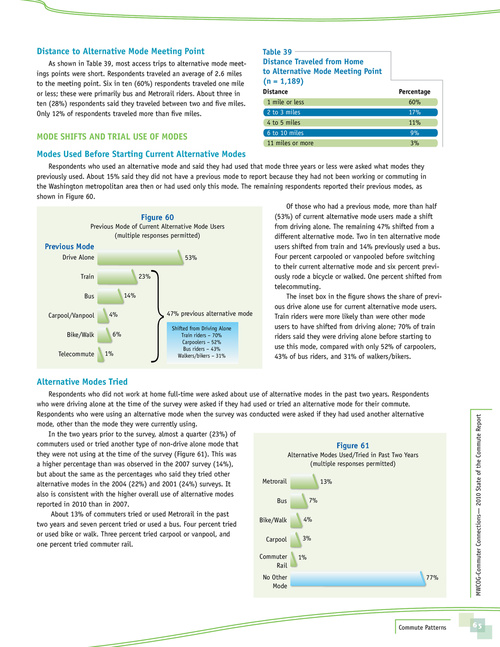 Distance to Alternative Mode Meeting Point
As shown in Table 39, most access trips to alternative mode meet-
ings points were short. Respondents traveled an average of 2.6 miles
to the meeting point. Six in ten (60%) respondents traveled one mile
or less; these were primarily bus and Metrorail riders. About three in
ten (28%) respondents said they traveled between two and five miles.
Only 12% of respondents traveled more than five miles.
Table 39
Distance Traveled from Home
to Alternative Mode Meeting Point
(n = 1,189)
Distance Percentage
1 mile or less 60%
2 to 3 miles 17%
4 to 5 miles 11%
6 to 10 miles 9%
11 miles or more 3%
MODE SHIFTS AND TRIAL USE OF MODES
Modes Used Before Starting Current Alternative Modes
Respondents who used an alternative mode and said they had used that mode three years or less were asked what modes they
previously used. About 15% said they did not have a previous mode to report because they had not been working or commuting in
the Washington metropolitan area then or had used only this mode. The remaining respondents reported their previous modes, as
shown in Figure 60.
Figure 60
Previous Mode of Current Alternative Mode Users
(multiple responses permitted)
Previous Mode
Drive Alone 53%
Train 23%
Bus 14%
Carpool/Vanpool 4%
Bike/Walk 6%
Telecommute 1%
47% previous alternative mode
Shifted from Driving Alone
Train riders – 70%
Carpoolers – 52%
Bus riders – 43%
Walkers/bikers – 31%
Of those who had a previous mode, more than half
(53%) of current alternative mode users made a shift
from driving alone. The remaining 47% shifted from a
different alternative mode. Two in ten alternative mode
users shifted from train and 14% previously used a bus.
Four percent carpooled or vanpooled before switching
to their current alternative mode and six percent previ-
ously rode a bicycle or walked. One percent shifted from
telecommuting.
The inset box in the figure shows the share of previ-
ous drive alone use for current alternative mode users.
Train riders were more likely than were other mode
users to have shifted from driving alone; 70% of train
riders said they were driving alone before starting to
use this mode, compared with only 52% of carpoolers,
43% of bus riders, and 31% of walkers/bikers.
Alternative Modes Tried
Respondents who did not work at home full-time were asked about use of alternative modes in the past two years. Respondents
who were driving alone at the time of the survey were asked if they had used or tried an alternative mode for their commute.
Respondents who were using an alternative mode when the survey was conducted were asked if they had used another alternative
mode, other than the mode they were currently using.
In the two years prior to the survey, almost a quarter (23%) of
commuters used or tried another type of non-drive alone mode that
they were not using at the time of the survey (Figure 61). This was
a higher percentage than was observed in the 2007 survey (14%),
but about the same as the percentages who said they tried other
alternative modes in the 2004 (22%) and 2001 (24%) surveys. It
also is consistent with the higher overall use of alternative modes
reported in 2010 than in 2007.
About 13% of commuters tried or used Metrorail in the past
two years and seven percent tried or used a bus. Four percent tried
or used bike or walk. Three percent tried carpool or vanpool, and
one percent tried commuter rail.
Figure 61
Alternative Modes Used/Tried in Past Two Years
(multiple responses permitted)
Metrorail 13%
Bus 7%
Bike/Walk 4%
Carpool 3%
Commuter 1%
Rail
No Other 77%
Mode
MWCOG-Commuter Connections— 2010 State of the Commute Report
Commute Patterns 85